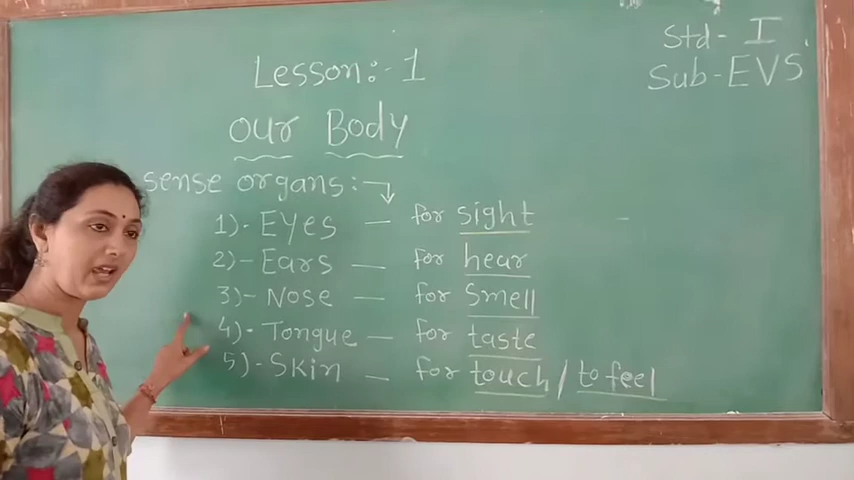 Std - I
Sub - EVS
Lesson :- 1
Our Body
sense organs :-
1)- Eyes — for sight
2)- Ears — for hear
3)- Nose — for smell
4)- Tongue — for taste
5)- Skin — for touch / to feel